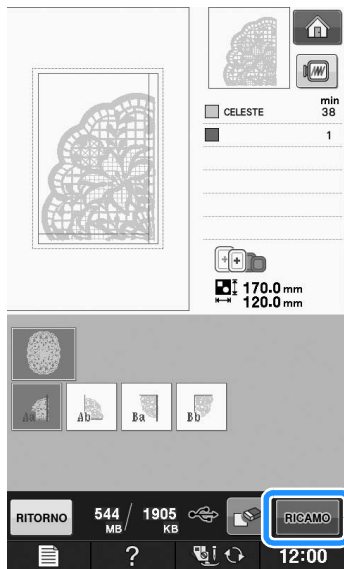 min
CELESTE 38
1
170.0 mm
120.0 mm
Aa Ab Ba Bb
RITORNO 544 MB / 1905 KB RICAMO
? 12:00